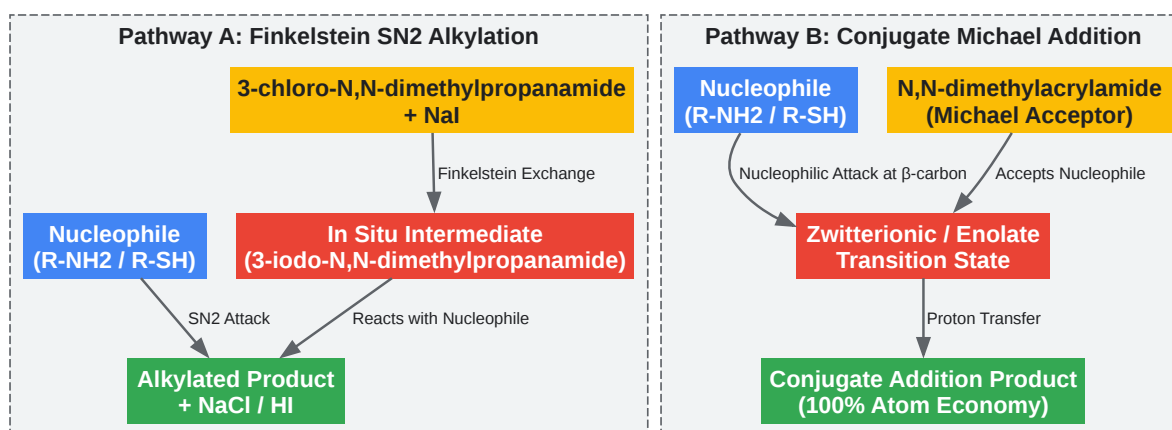 Pathway A: Finkelstein SN2 Alkylation
3-chloro-N,N-dimethylpropanamide
+ NaI
Finkelstein Exchange
Nucleophile
(R-NH2 / R-SH)
In Situ Intermediate
(3-iodo-N,N-dimethylpropanamide)
SN2 Attack
Reacts with Nucleophile
Alkylated Product
+ NaCl / HI
Pathway B: Conjugate Michael Addition
Nucleophile
(R-NH2 / R-SH)
N,N-dimethylacrylamide
(Michael Acceptor)
Nucleophilic Attack at β-carbon
Accepts Nucleophile
Zwitterionic / Enolate
Transition State
Proton Transfer
Conjugate Addition Product
(100% Atom Economy)